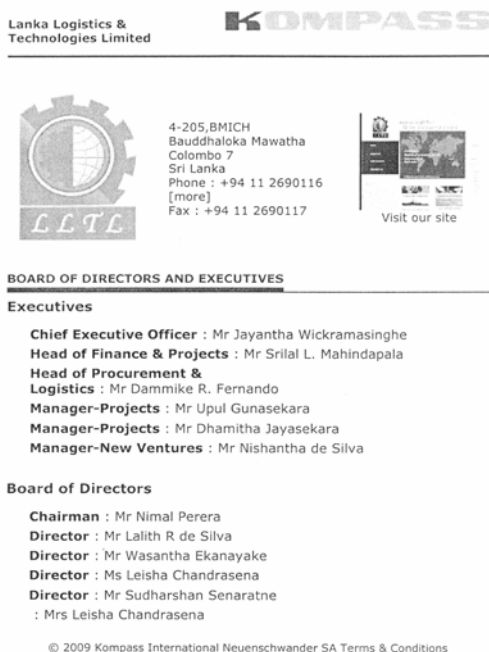 Lanka Logistics &
Technologies Limited
KOMPASS
4-205,BMICH
Bauddhaloka Mawatha
Colombo 7
Sri Lanka
Phone : +94 11 2690116
[more]
Fax : +94 11 2690117
LLTL
Visit our site
BOARD OF DIRECTORS AND EXECUTIVES
Executives
Chief Executive Officer : Mr Jayantha Wickramasinghe
Head of Finance & Projects : Mr Srilal L. Mahindapala
Head of Procurement &
Logistics : Mr Dammike R. Fernando
Manager-Projects : Mr Upul Gunasekara
Manager-Projects : Mr Dhamitha Jayasekara
Manager-New Ventures : Mr Nishantha de Silva
Board of Directors
Chairman : Mr Nimal Perera
Director : Mr Lalith R de Silva
Director : Mr Wasantha Ekanayake
Director : Ms Leisha Chandrasena
Director : Mr Sudharshan Senaratne
: Mrs Leisha Chandrasena
© 2009 Kompass International Neuenschwander SA Terms & Conditions